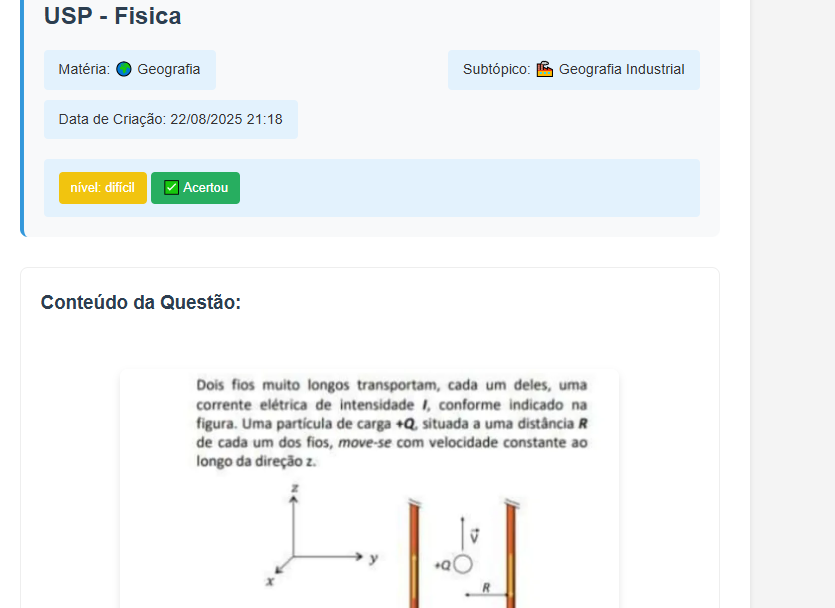 USP - Fisica
Matéria: 🌍 Geografia
Subtópico: 🏭 Geografia Industrial
Data de Criação: 22/08/2025 21:18
nível: difícil
✅ Acertou
Conteúdo da Questão:
Dois fios muito longos transportam, cada um deles, uma
corrente elétrica de intensidade I, conforme indicado na
figura. Uma partícula de carga +Q, situada a uma distância R
de cada um dos fios, move-se com velocidade constante ao
longo da direção z.
z
v
y
+Q
x
R